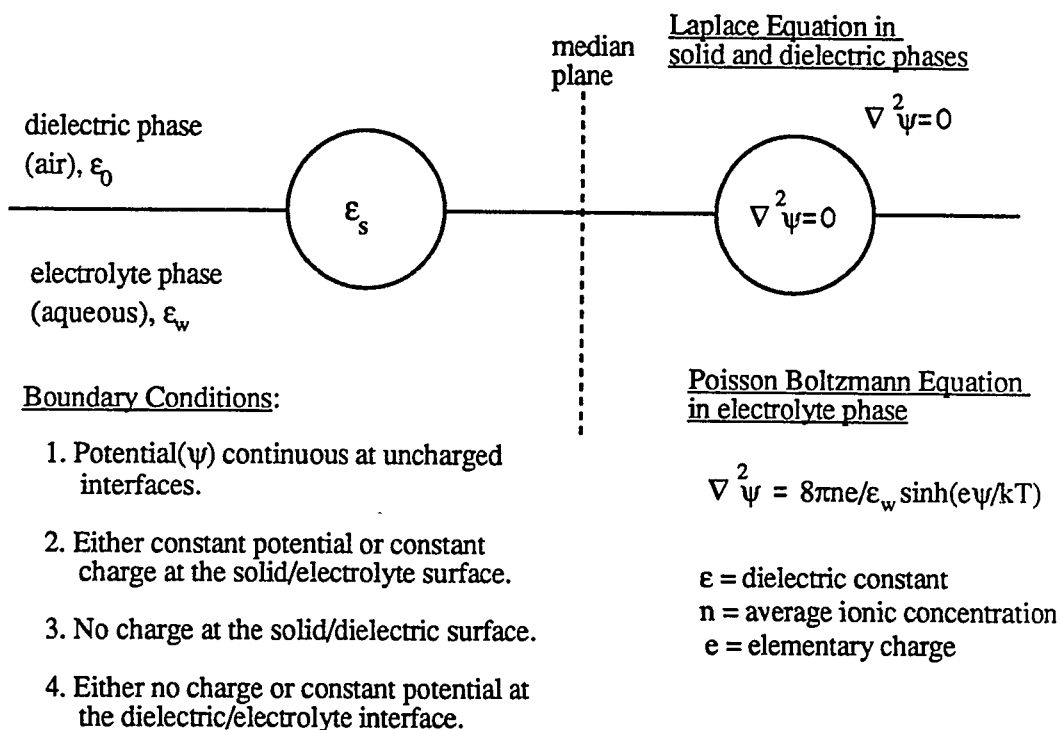 Laplace Equation in
solid and dielectric phases
median
plane
∇²ψ=0
dielectric phase
(air), ε₀
εₛ
∇²ψ=0
electrolyte phase
(aqueous), ε_w
Boundary Conditions:
1. Potential(ψ) continuous at uncharged
interfaces.
2. Either constant potential or constant
charge at the solid/electrolyte surface.
3. No charge at the solid/dielectric surface.
4. Either no charge or constant potential at
the dielectric/electrolyte interface.
Poisson Boltzmann Equation
in electrolyte phase
∇²ψ = 8πne/ε_w sinh(eψ/kT)
ε = dielectric constant
n = average ionic concentration
e = elementary charge